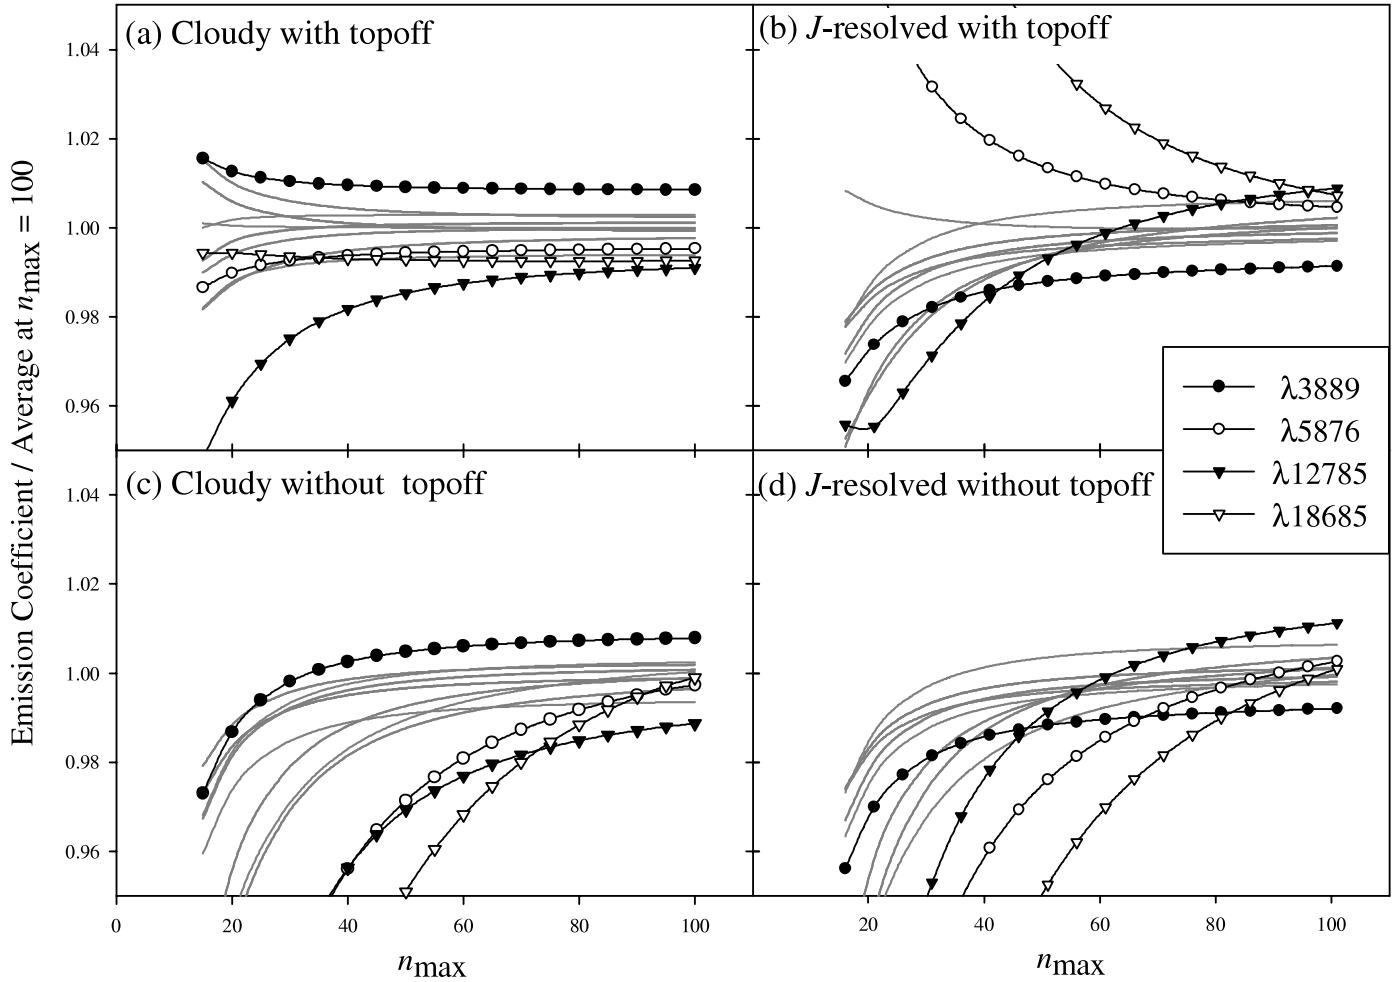 (a) Cloudy with topoff
(b) J-resolved with topoff
1.04
1.02
1.00
0.98
0.96
Emission Coefficient / Average at nmax = 100
λ3889
λ5876
λ12785
λ18685
(c) Cloudy without topoff
(d) J-resolved without topoff
1.04
1.02
1.00
0.98
0.96
0 20 40 60 80 100
20 40 60 80 100
nmax
nmax